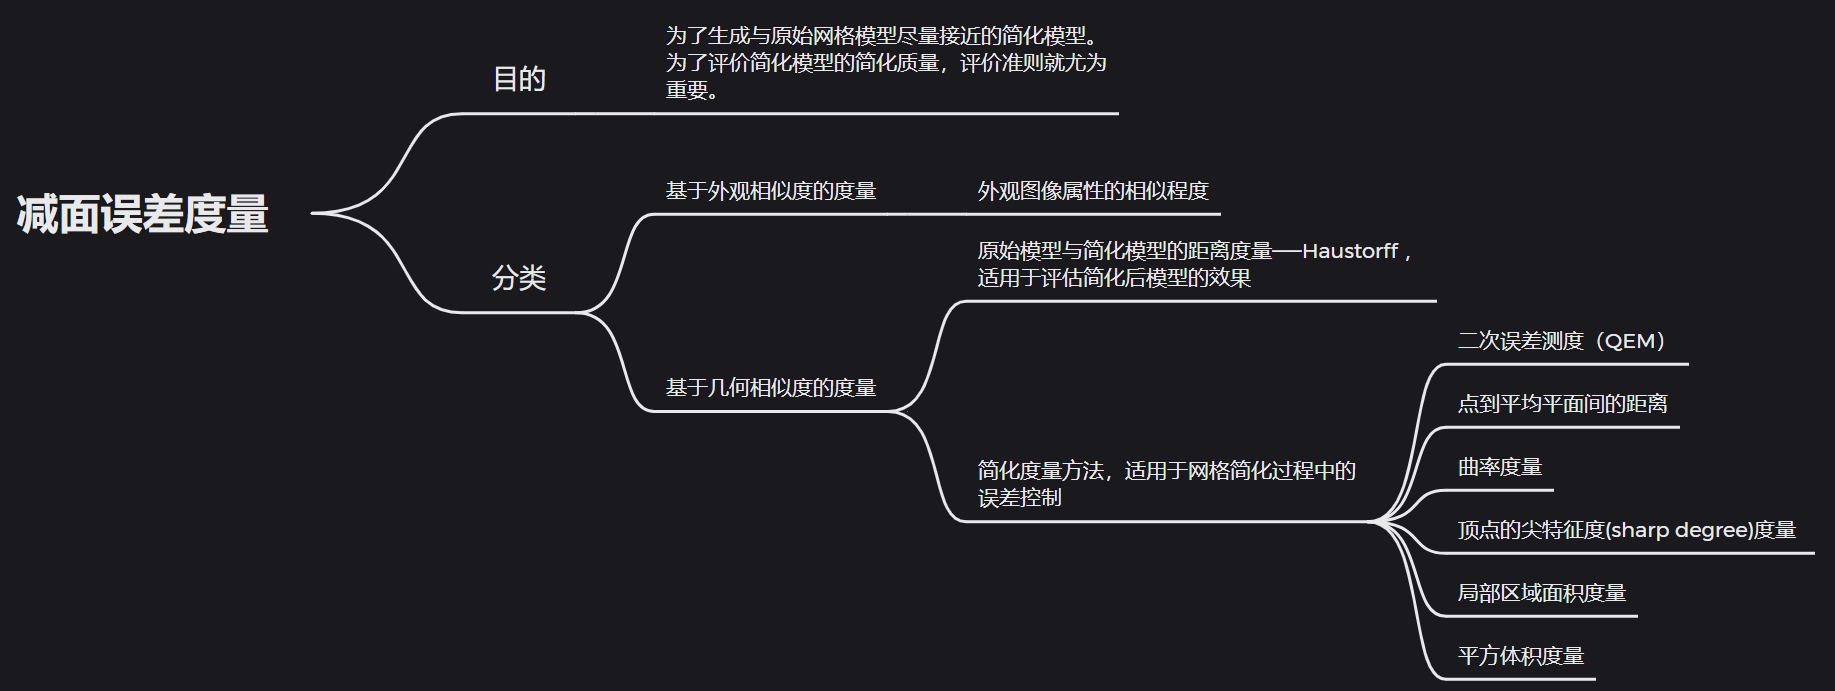 减面误差度量
目的
为了生成与原始网格模型尽量接近的简化模型。
为了评价简化模型的简化质量，评价准则就尤为
重要。
分类
基于外观相似度的度量
外观图像属性的相似程度
基于几何相似度的度量
原始模型与简化模型的距离度量——Haustorff，
适用于评估简化后模型的效果
简化度量方法，适用于网格简化过程中的
误差控制
二次误差测度（QEM）
点到平均平面间的距离
曲率度量
顶点的尖特征度(sharp degree)度量
局部区域面积度量
平方体积度量